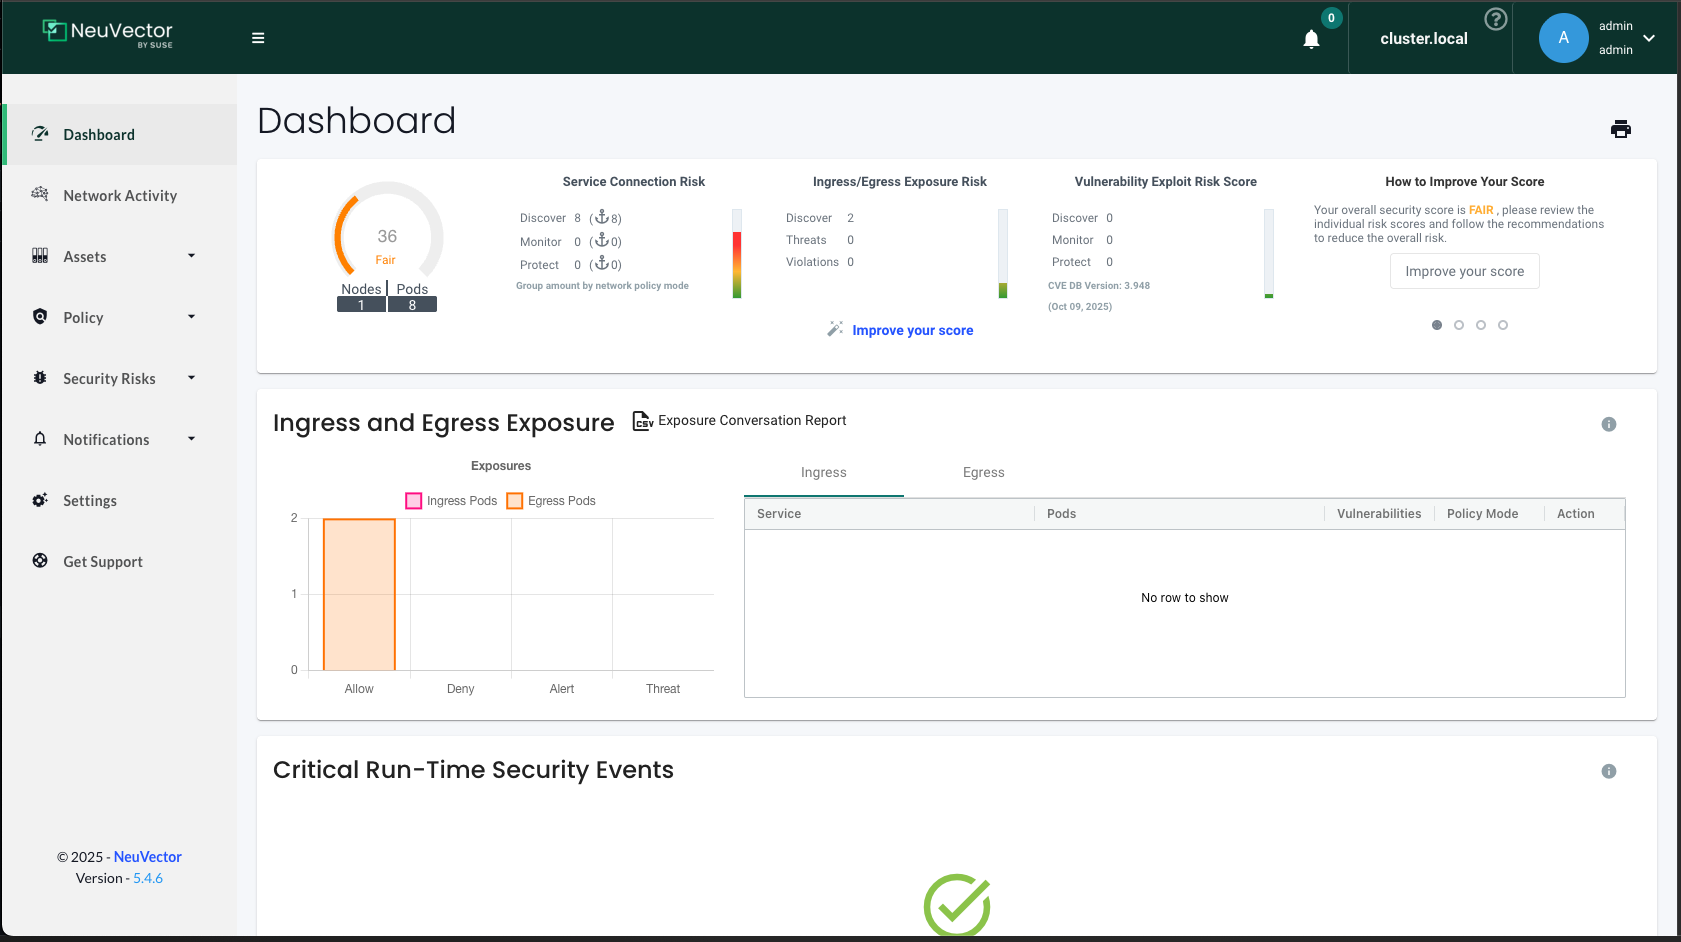 NeuVector
BY SUSE
0
cluster.local
?
A
admin
admin
Dashboard
Network Activity
Assets
Policy
Security Risks
Notifications
Settings
Get Support
© 2025 - NeuVector
Version - 5.4.6
Dashboard
36
Fair
Nodes Pods
1 8
Service Connection Risk
Discover 8 (8)
Monitor 0 (0)
Protect 0 (0)
Group amount by network policy mode
Ingress/Egress Exposure Risk
Discover 2
Threats 0
Violations 0
Vulnerability Exploit Risk Score
Discover 0
Monitor 0
Protect 0
CVE DB Version: 3.948
(Oct 09, 2025)
Improve your score
How to Improve Your Score
Your overall security score is FAIR , please review the
individual risk scores and follow the recommendations
to reduce the overall risk.
Improve your score
Ingress and Egress Exposure
CSV Exposure Conversation Report
Exposures
Ingress Pods Egress Pods
2
1
0
Allow Deny Alert Threat
Ingress Egress
Service Pods Vulnerabilities Policy Mode Action
No row to show
Critical Run-Time Security Events